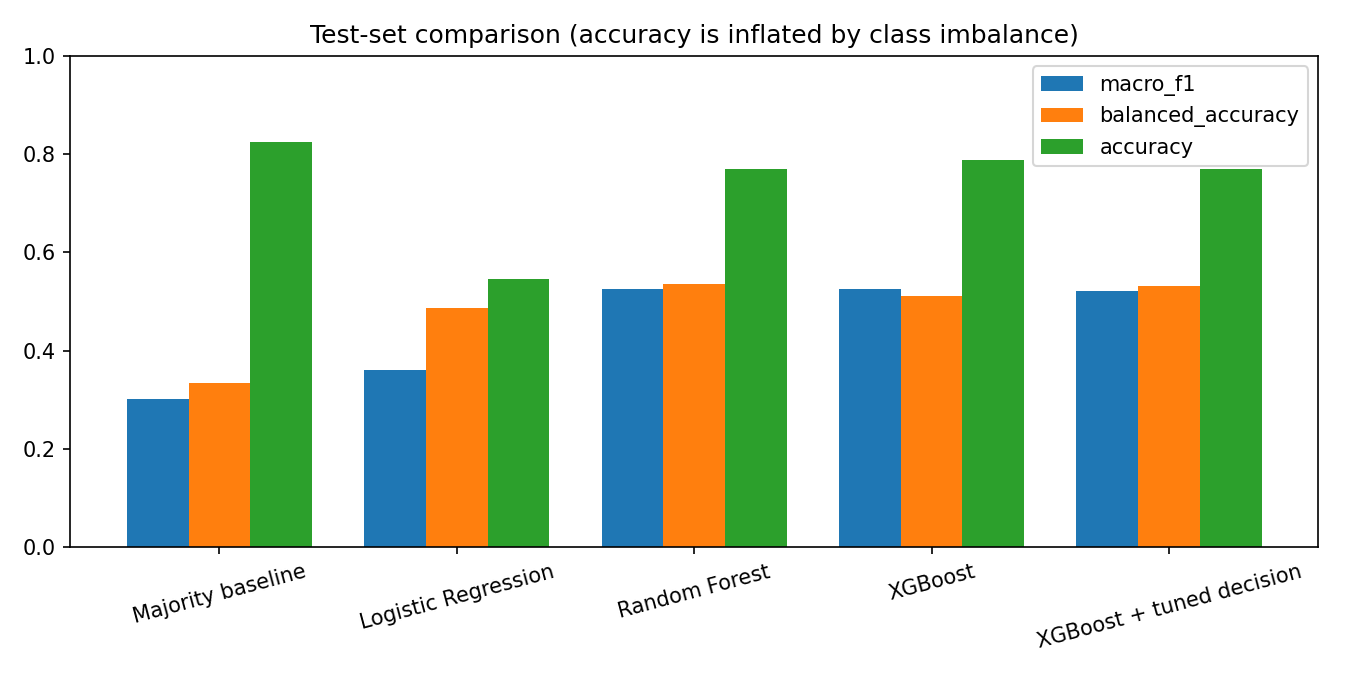 Test-set comparison (accuracy is inflated by class imbalance)
1.0
0.8
0.6
0.4
0.2
0.0
macro_f1
balanced_accuracy
accuracy
Majority baseline
Logistic Regression
Random Forest
XGBoost
XGBoost + tuned decision